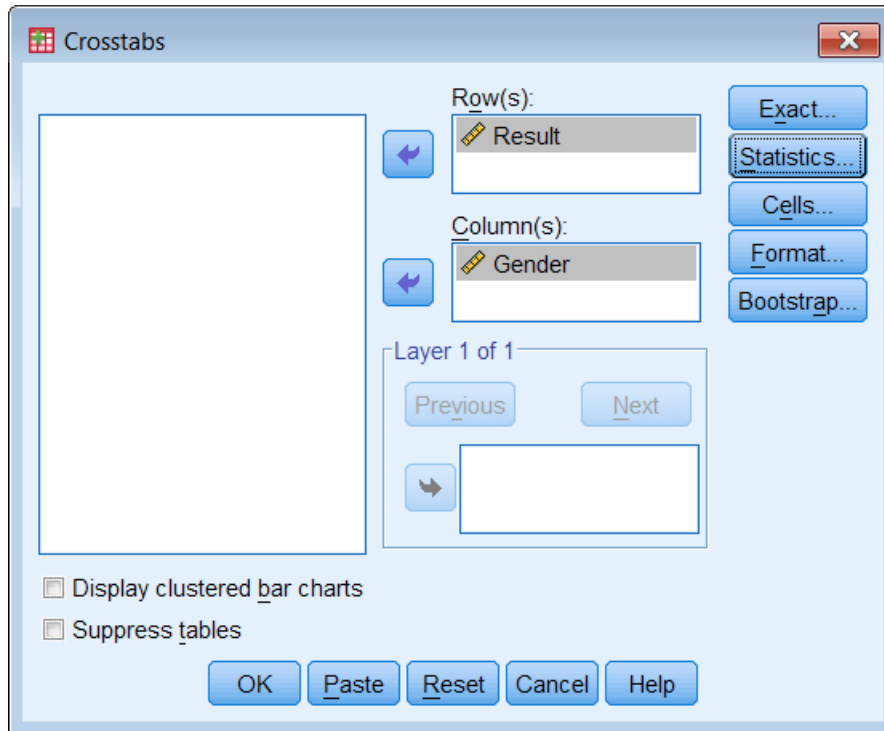 Crosstabs
Row(s):
Result
Column(s):
Gender
Exact...
Statistics...
Cells...
Format...
Bootstrap...
Layer 1 of 1
Previous
Next
Display clustered bar charts
Suppress tables
OK
Paste
Reset
Cancel
Help